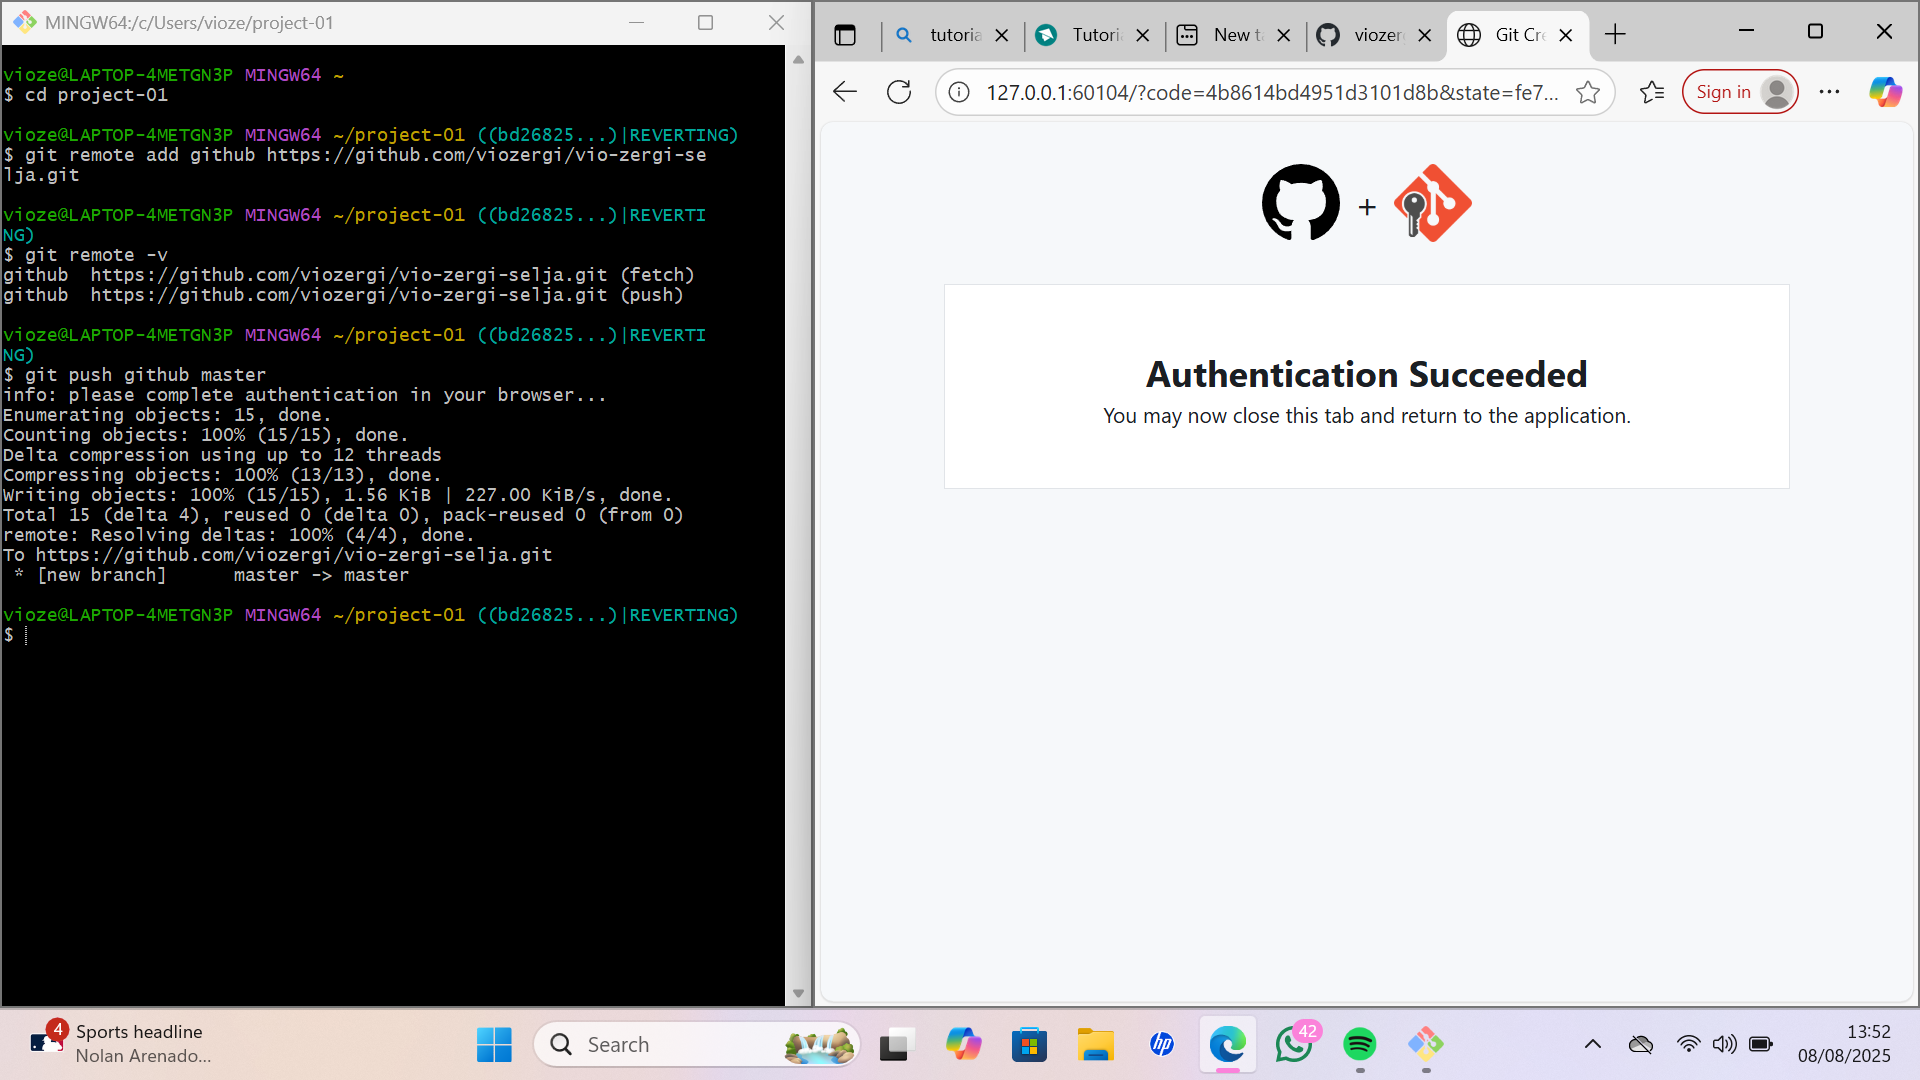 MINGW64:/c/Users/vioze/project-01
vioze@LAPTOP-4METGN3P MINGW64 ~
$ cd project-01
vioze@LAPTOP-4METGN3P MINGW64 ~/project-01 ((bd26825...)|REVERTING)
$ git remote add github https://github.com/viozergi/vio-zergi-se
lja.git
vioze@LAPTOP-4METGN3P MINGW64 ~/project-01 ((bd26825...)|REVERTI
NG)
$ git remote -v
github  https://github.com/viozergi/vio-zergi-selja.git (fetch)
github  https://github.com/viozergi/vio-zergi-selja.git (push)
vioze@LAPTOP-4METGN3P MINGW64 ~/project-01 ((bd26825...)|REVERTI
NG)
$ git push github master
info: please complete authentication in your browser...
Enumerating objects: 15, done.
Counting objects: 100% (15/15), done.
Delta compression using up to 12 threads
Compressing objects: 100% (13/13), done.
Writing objects: 100% (15/15), 1.56 KiB | 227.00 KiB/s, done.
Total 15 (delta 4), reused 0 (delta 0), pack-reused 0 (from 0)
remote: Resolving deltas: 100% (4/4), done.
To https://github.com/viozergi/vio-zergi-selja.git
 * [new branch]      master -> master
vioze@LAPTOP-4METGN3P MINGW64 ~/project-01 ((bd26825...)|REVERTING)
$
tutoria Tutori New t viozer Git Cre
127.0.0.1:60104/?code=4b8614bd4951d3101d8b&state=fe7... Sign in
+
Authentication Succeeded
You may now close this tab and return to the application.
4 Sports headline
Nolan Arenado...
Search
hp
42
13:52
08/08/2025